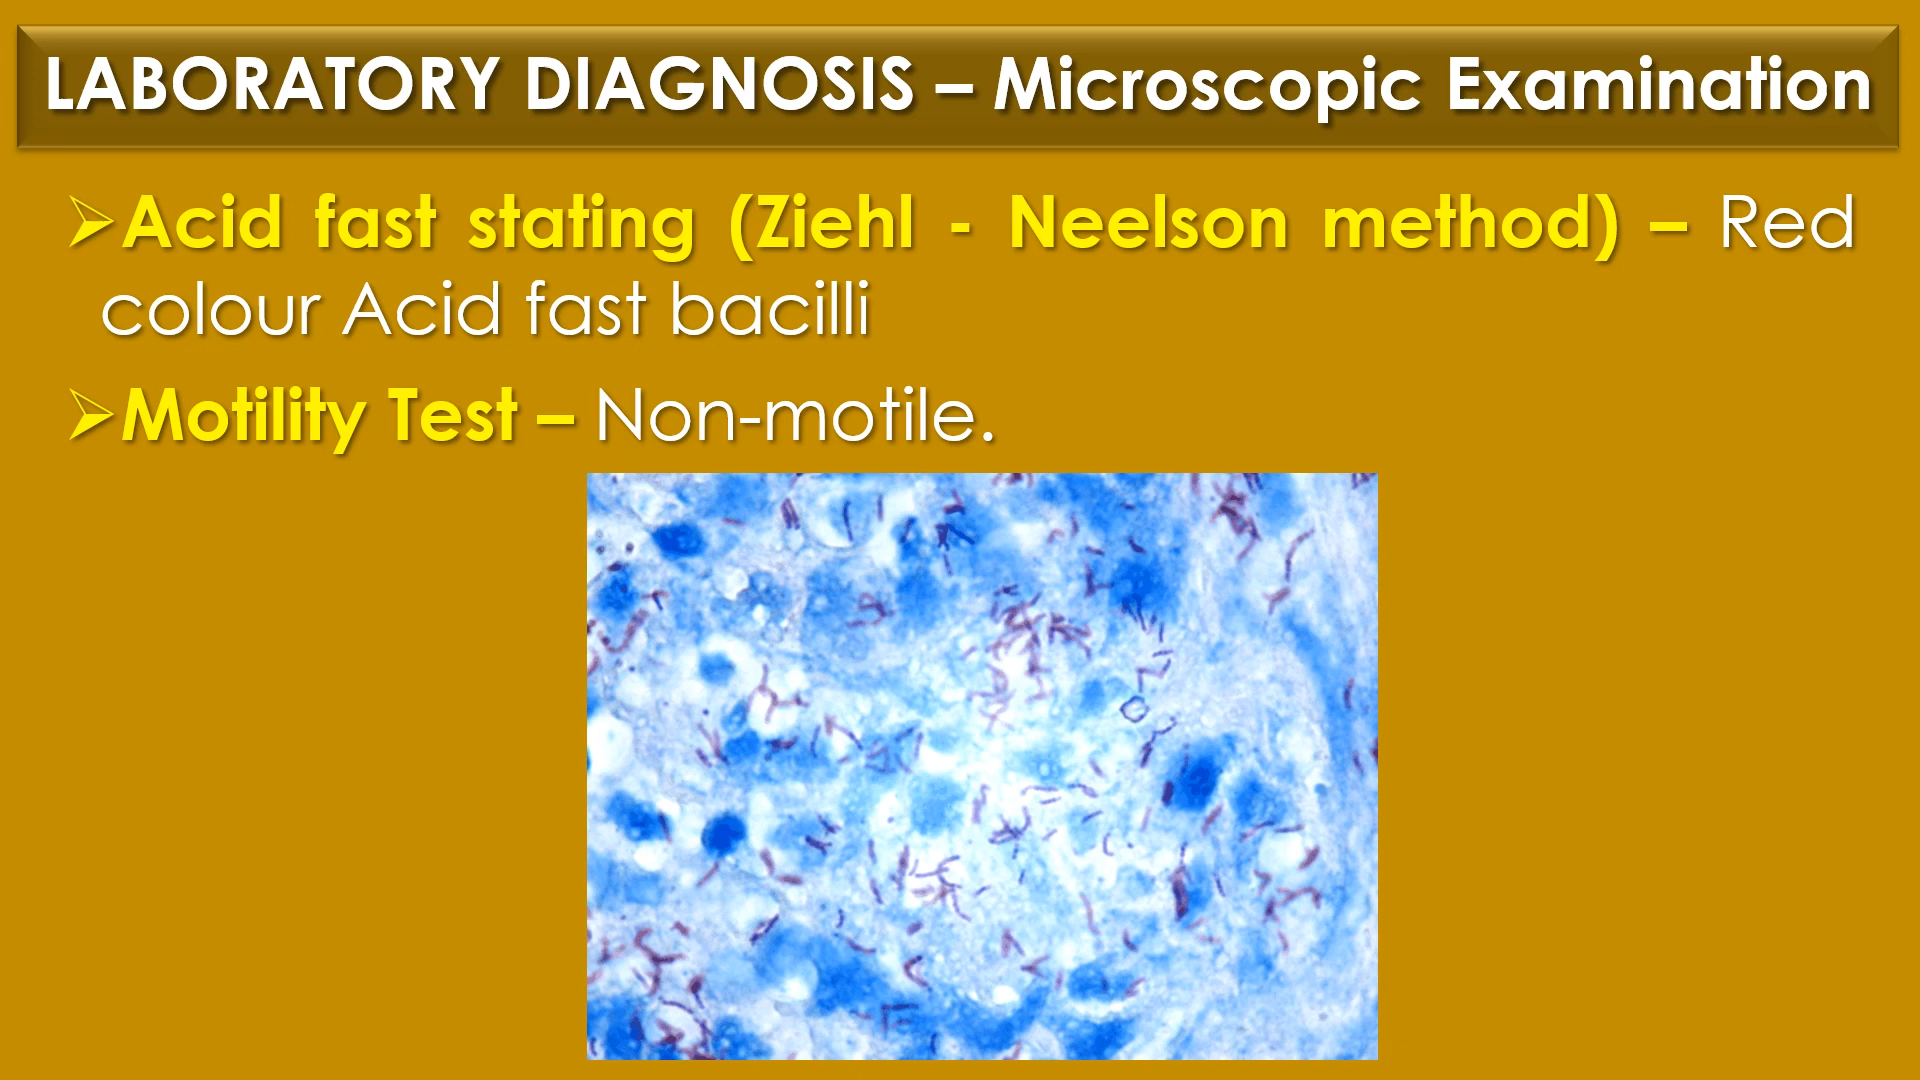 LABORATORY DIAGNOSIS – Microscopic Examination
➢Acid fast stating (Ziehl - Neelson method) – Red
colour Acid fast bacilli
➢Motility Test – Non-motile.